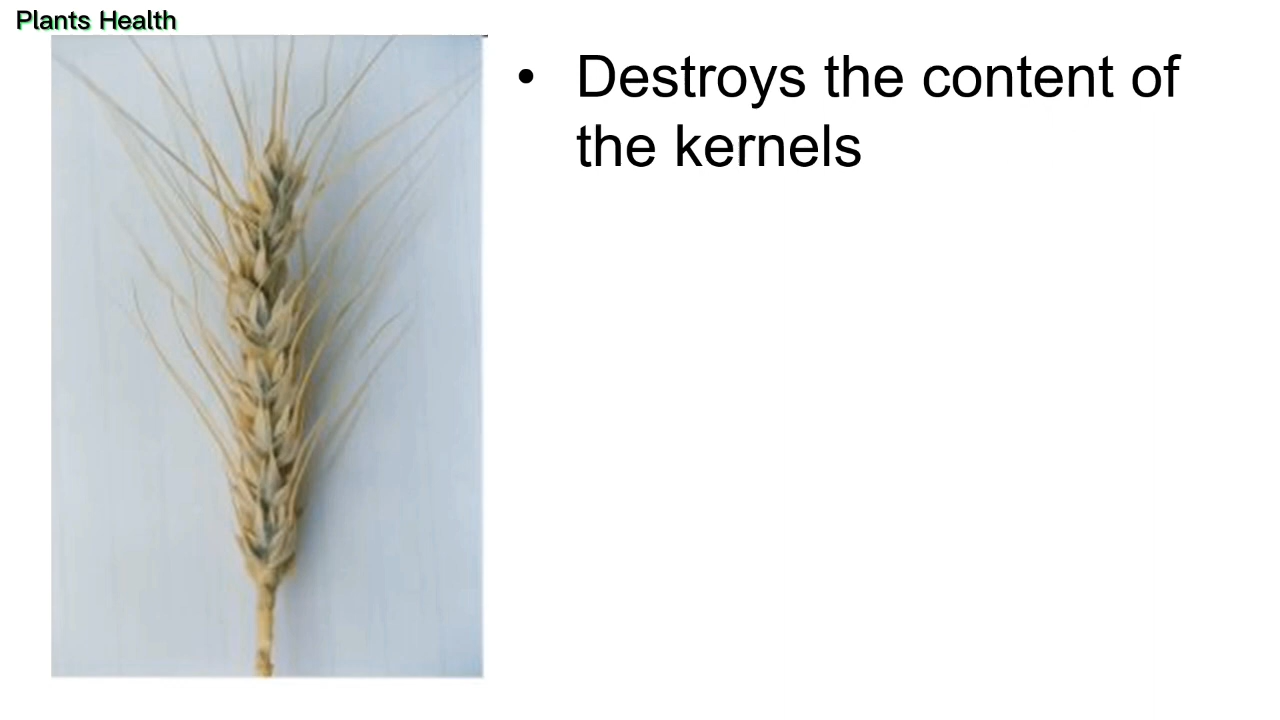 Plants Health
• Destroys the content of
the kernels